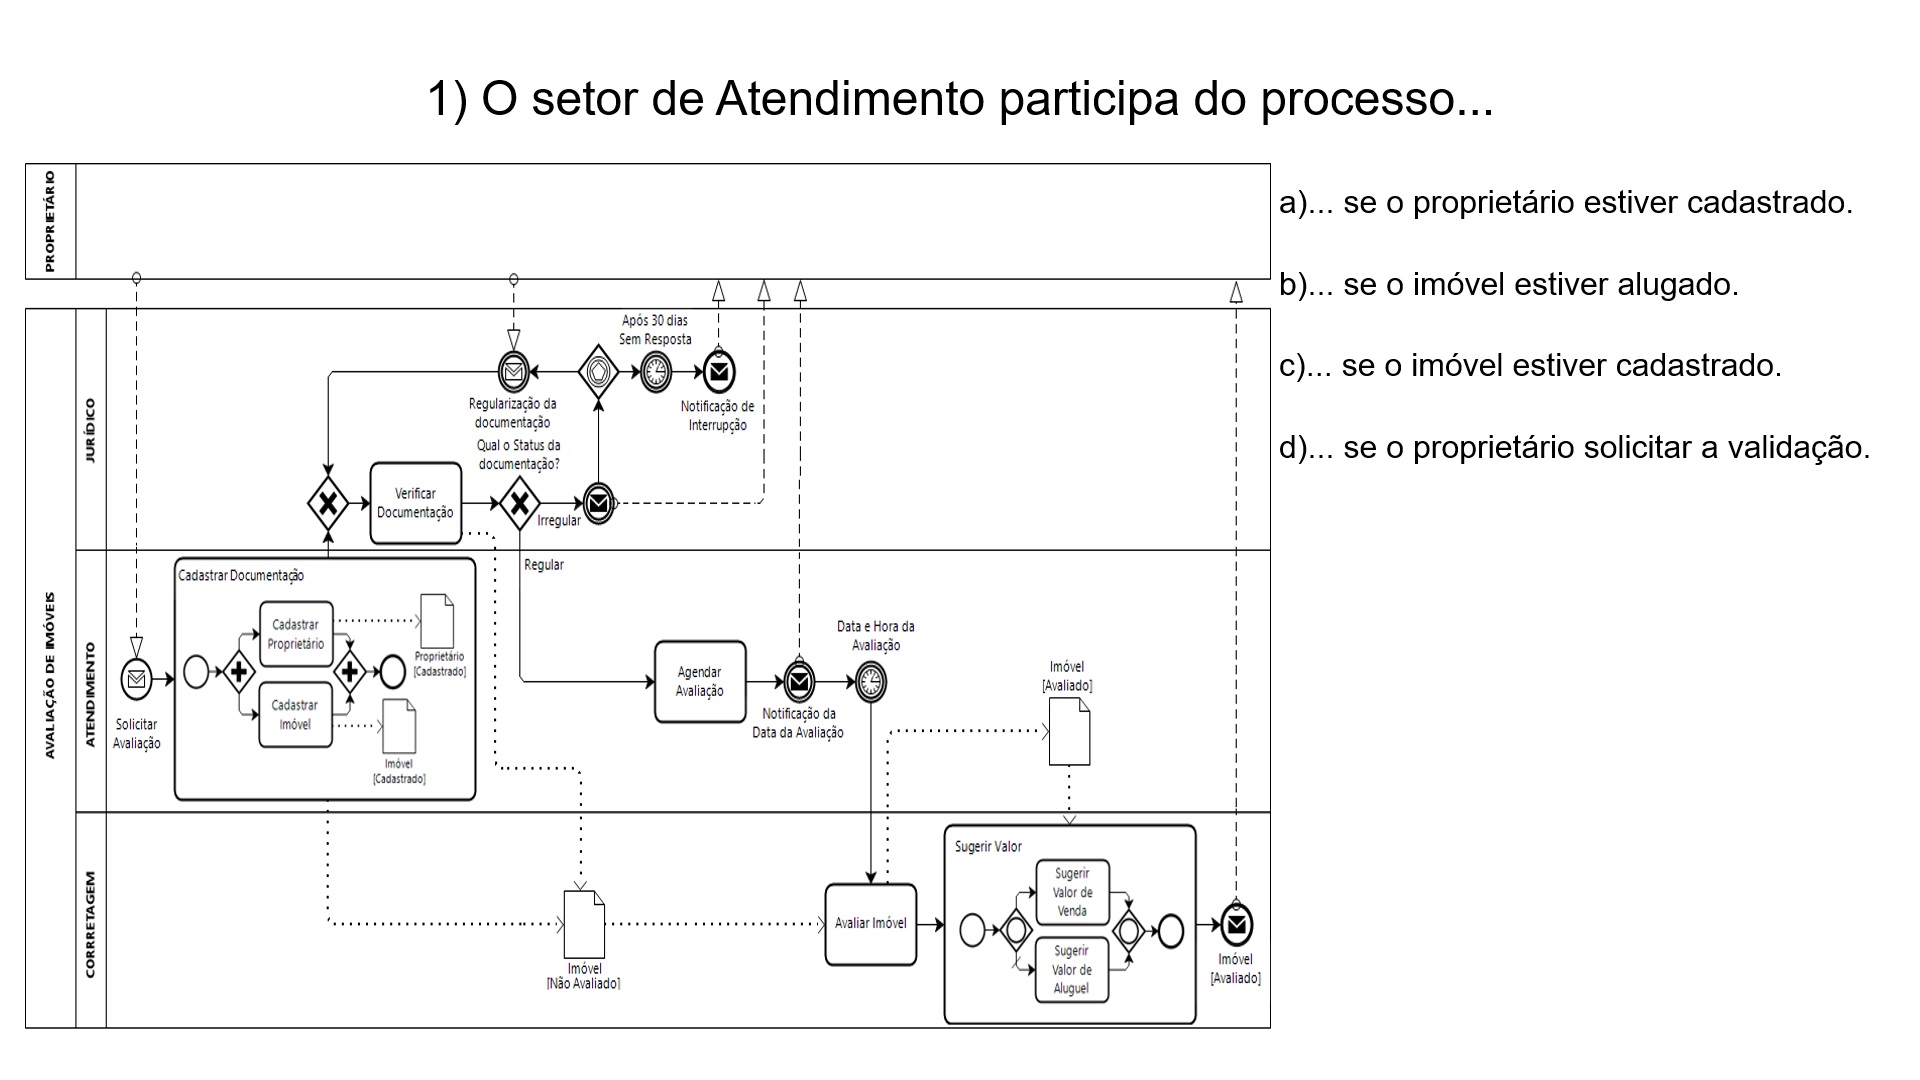 1) O setor de Atendimento participa do processo...
PROPRIETÁRIO
a)... se o proprietário estiver cadastrado.
b)... se o imóvel estiver alugado.
c)... se o imóvel estiver cadastrado.
d)... se o proprietário solicitar a validação.
AVALIAÇÃO DE IMÓVEIS
JURÍDICO
Após 30 dias
Sem Resposta
Regularização da
documentação
Notificação de
Interrupção
Qual o Status da
documentação?
Verificar
Documentação
Irregular
Regular
ATENDIMENTO
Cadastrar Documentação
Cadastrar
Proprietário
Proprietário
[Cadastrado]
Cadastrar
Imóvel
Imóvel
[Cadastrado]
Solicitar
Avaliação
Agendar
Avaliação
Notificação da
Data da Avaliação
Data e Hora da
Avaliação
Imóvel
[Avaliado]
CORRETAGEM
Imóvel
[Não Avaliado]
Avaliar Imóvel
Sugerir Valor
Sugerir
Valor de
Venda
Sugerir
Valor de
Aluguel
Imóvel
[Avaliado]